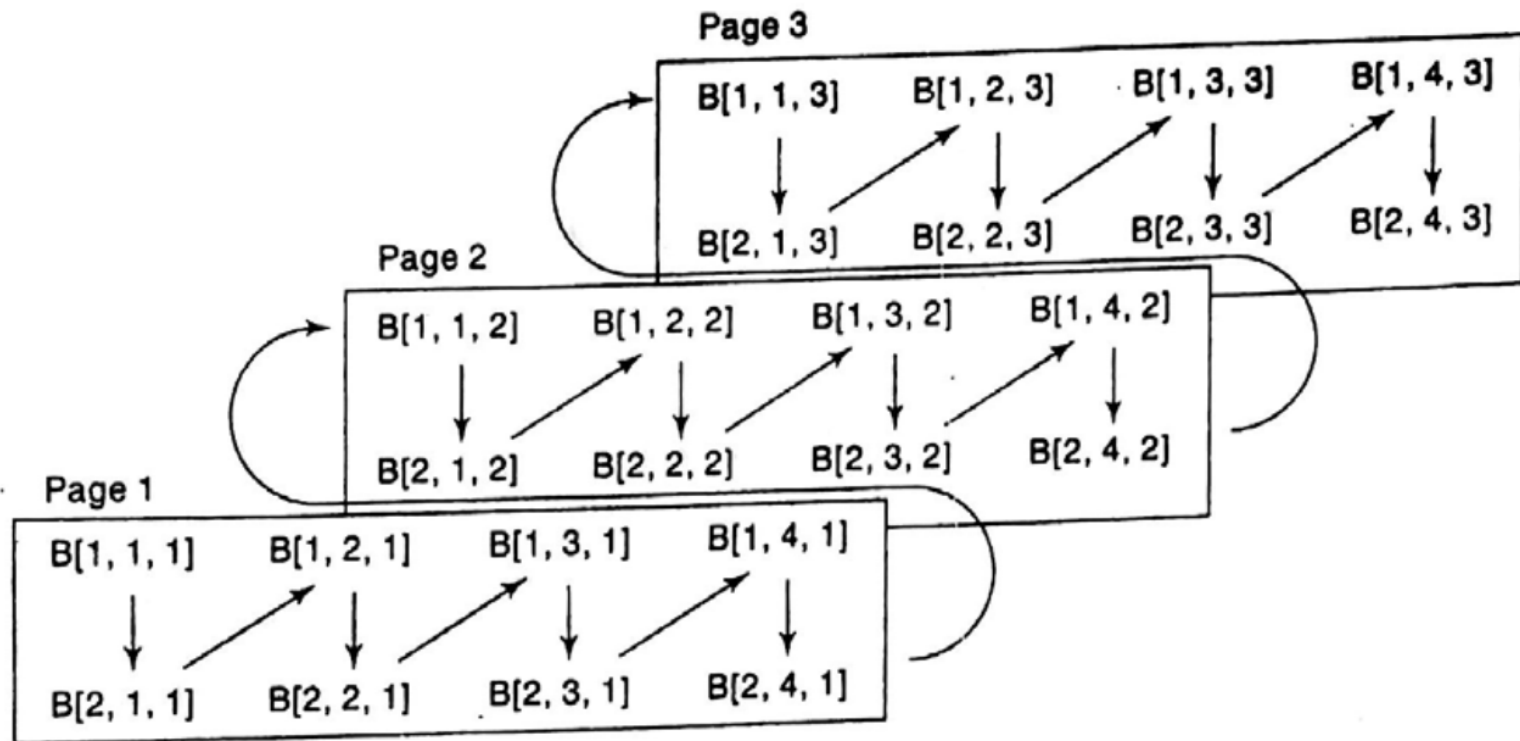 Page 3
B[1, 1, 3] B[1, 2, 3] B[1, 3, 3] B[1, 4, 3]
B[2, 1, 3] B[2, 2, 3] B[2, 3, 3] B[2, 4, 3]
Page 2
B[1, 1, 2] B[1, 2, 2] B[1, 3, 2] B[1, 4, 2]
B[2, 1, 2] B[2, 2, 2] B[2, 3, 2] B[2, 4, 2]
Page 1
B[1, 1, 1] B[1, 2, 1] B[1, 3, 1] B[1, 4, 1]
B[2, 1, 1] B[2, 2, 1] B[2, 3, 1] B[2, 4, 1]